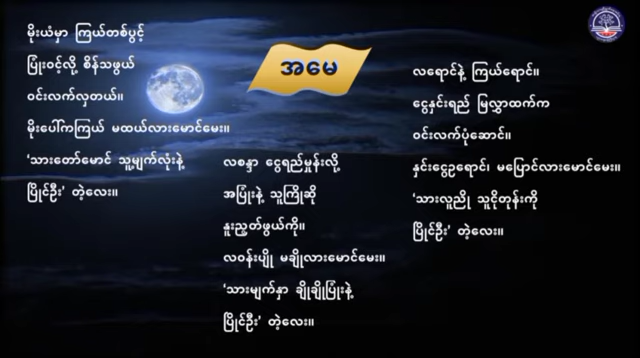 အမေ
မိုးယံမှာ ကြယ်တစ်ပွင့်
ပြုံးဝင့်လို့ စိန်သဖွယ်
ဝင်းလက်လှတယ်။
မိုးပေါ်ကကြယ် မထယ်လားမောင်မေး။
‘သားတော်မောင် သူ့မျက်လုံးနဲ့
ပြိုင်ဦး’ တဲ့လေး။
လစန္ဒာ ငွေရည်မှုန်းလို့
အပြုံးနဲ့ သူကြိုဆို
နူးညွတ်ဖွယ်ကို။
လဝန်းပျို မချိုလားမောင်မေး။
‘သားမျက်နှာ ချိုချိုပြုံးနဲ့
ပြိုင်ဦး’ တဲ့လေး။
လရောင်နဲ့ ကြယ်ရောင်။
ငွေနှင်းရည် မြလွှာထက်က
ဝင်းလက်ပုံဆောင်။
နှင်းငွေ့ဥရောင်၊ မပြောင်လားမောင်မေး။
‘သားလူညို သူငိုတုန်းကို
ပြိုင်ဦး’ တဲ့လေး။